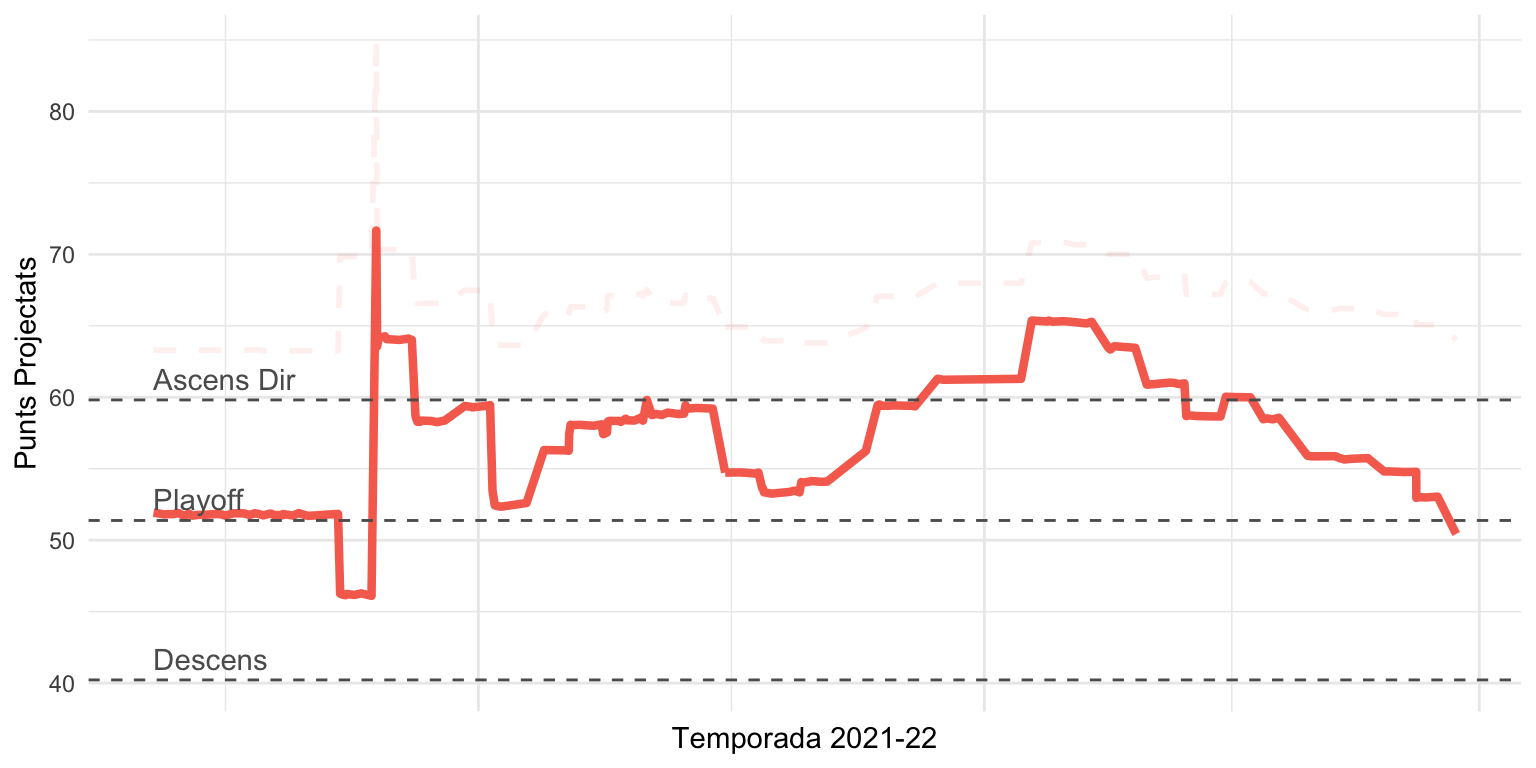 Punts Projectats
80
70
60
50
40
Ascens Dir
Playoff
Descens
Temporada 2021-22